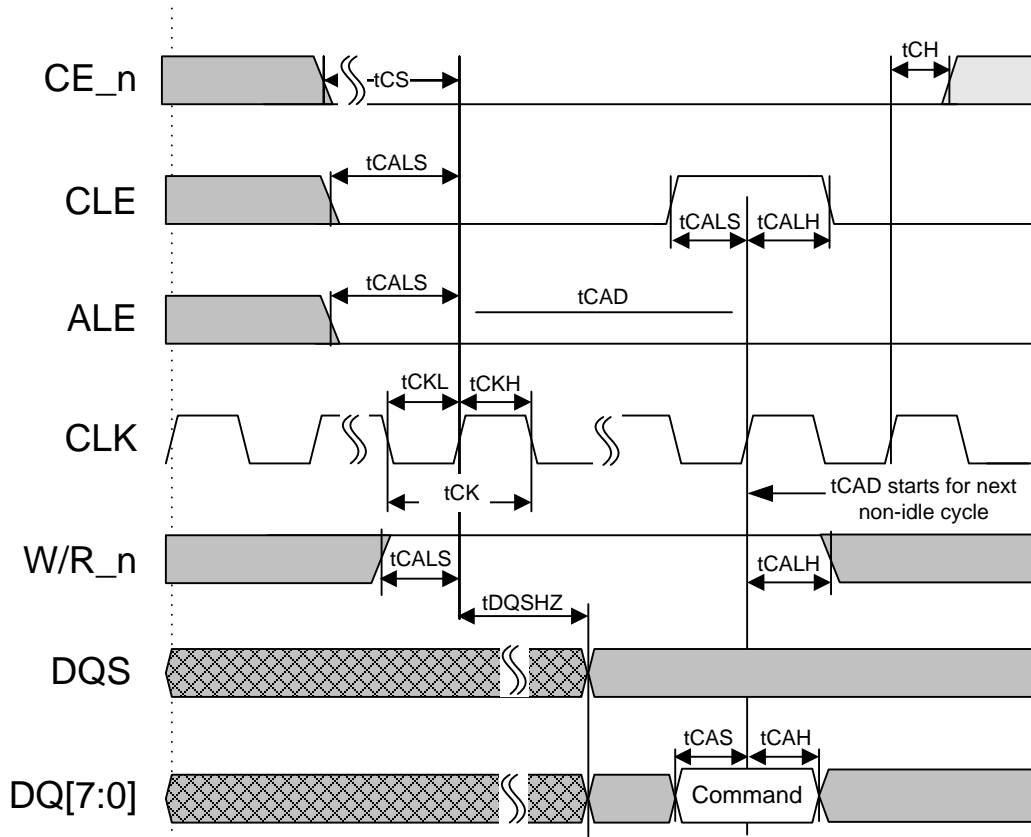 tCH
CE_n
tCS
tCALS
CLE
tCALS
tCALH
tCALS
tCAD
ALE
tCKL
tCKH
CLK
tCK
tCAD starts for next
non-idle cycle
W/R_n
tCALS
tCALH
tDQSHZ
DQS
tCAS
tCAH
DQ[7:0]
Command